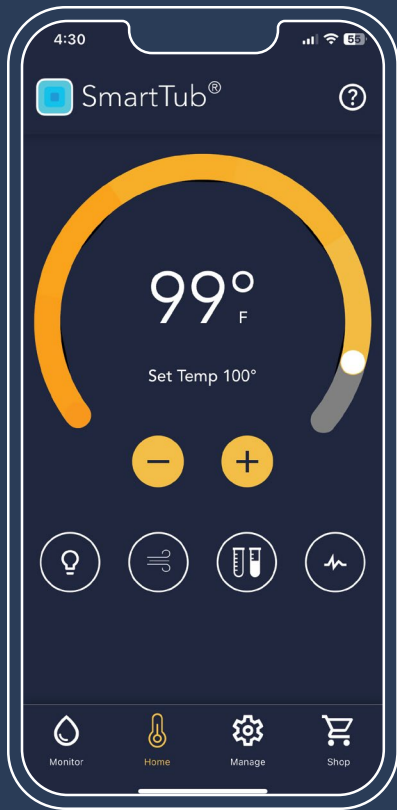 4:30
55
SmartTub®
?
99°
F
Set Temp 100°
Monitor
Home
Manage
Shop